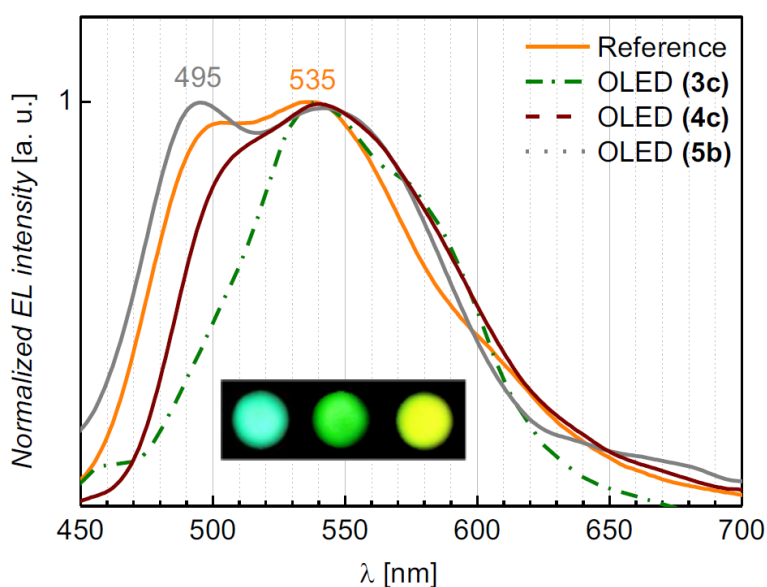 495 535
1
Reference
OLED (3c)
OLED (4c)
OLED (5b)
Normalized EL intensity [a. u.]
450 500 550 600 650 700
λ [nm]